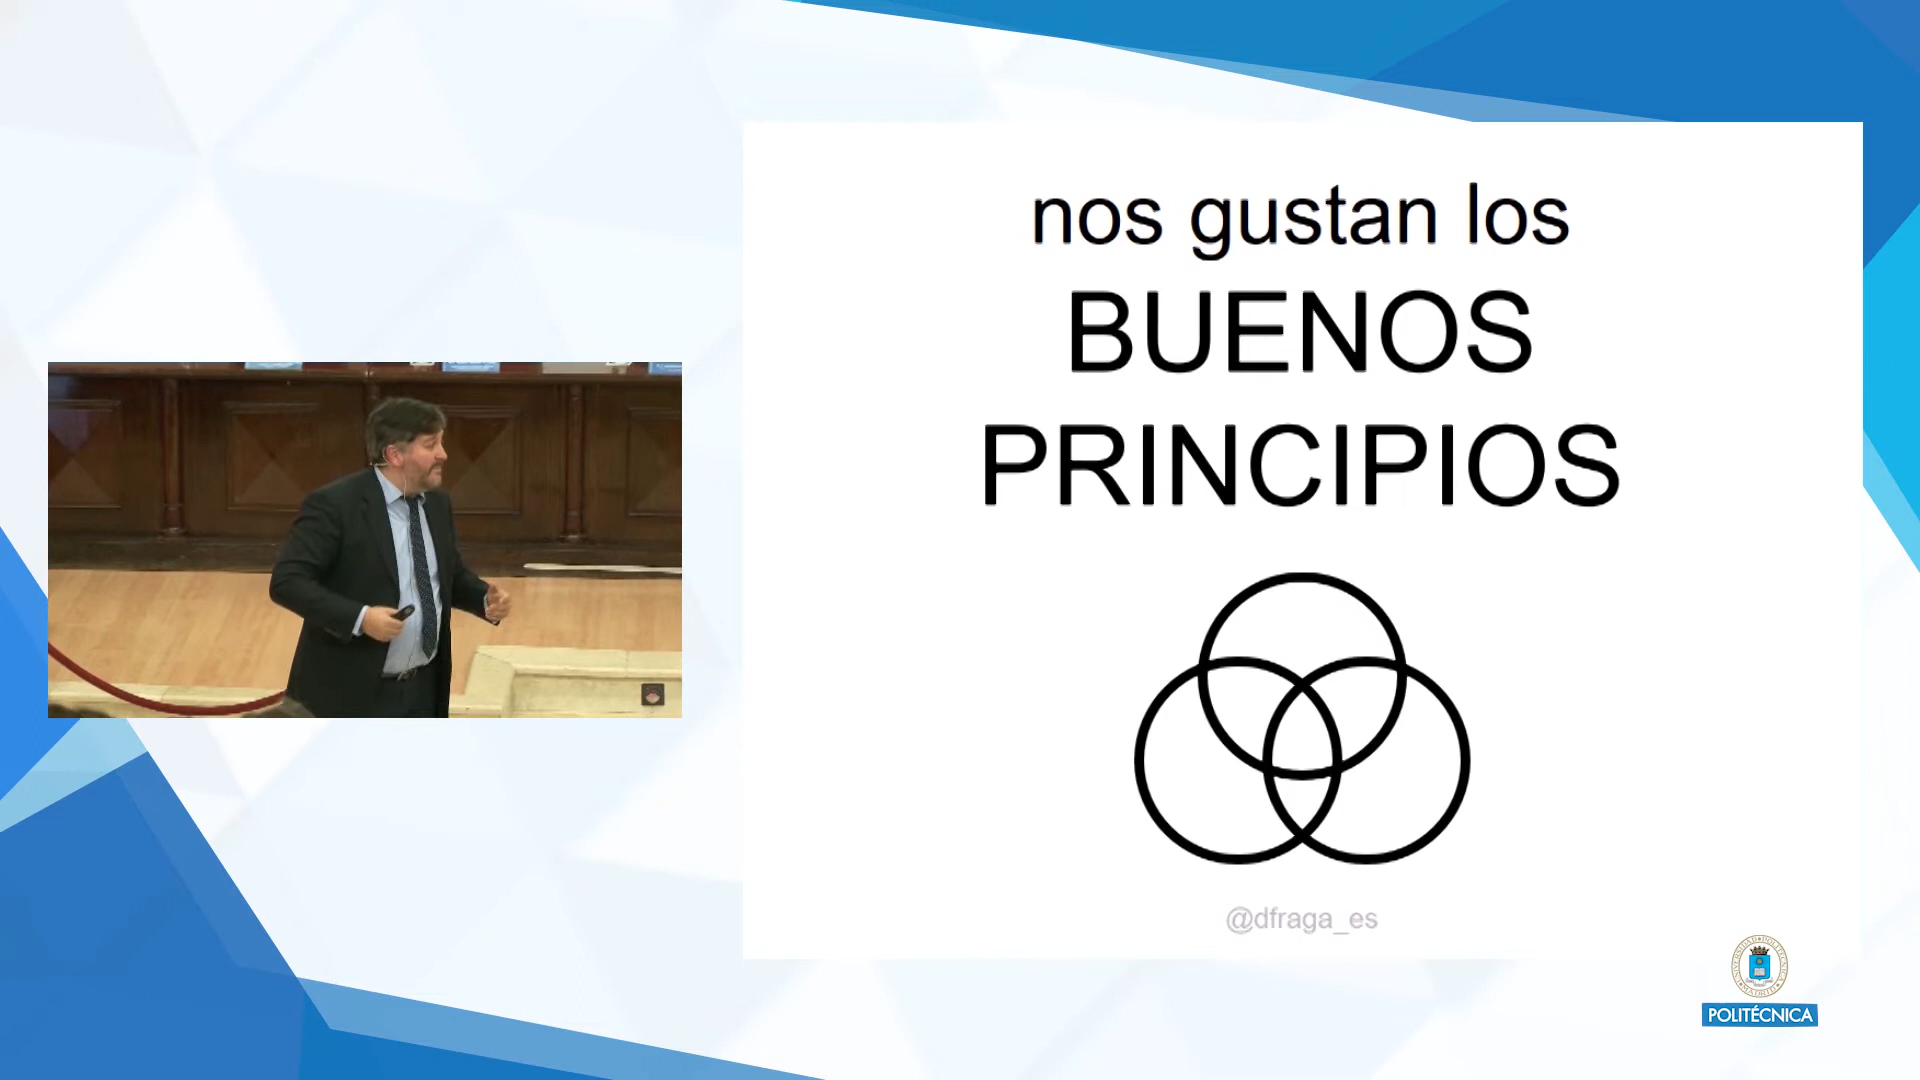 nos gustan los
BUENOS
PRINCIPIOS
@dfraga_es
POLITÉCNICA